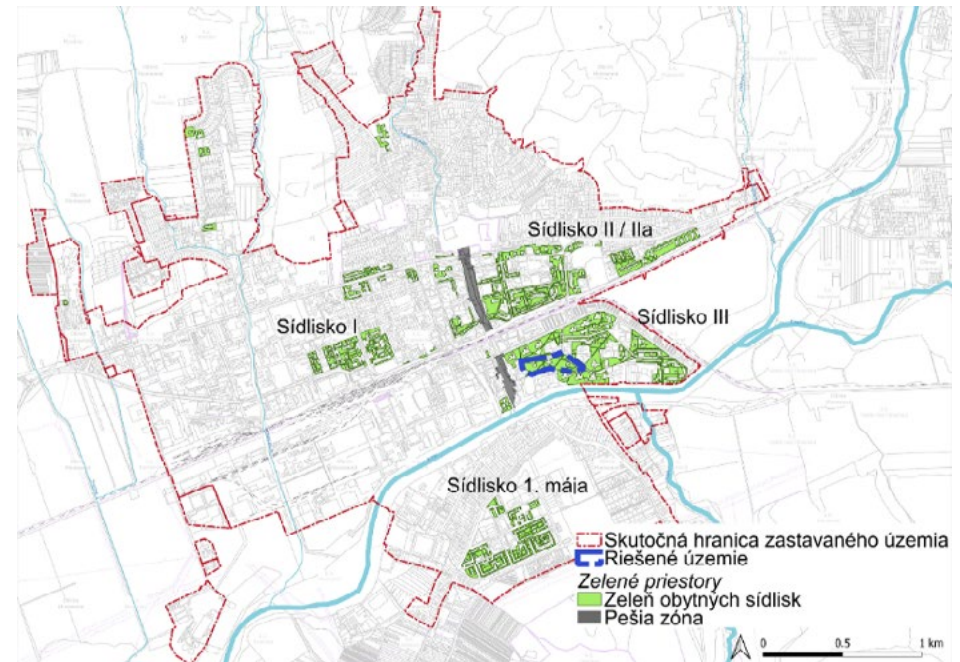 Sídlisko II / IIa
Sídlisko III
Sídlisko I
Sídlisko 1. mája
Skutočná hranica zastavaného územia
Riešené územie
Zelené priestory
Zeleň obytných sídlisk
Pešia zóna
0 0.5 1 km